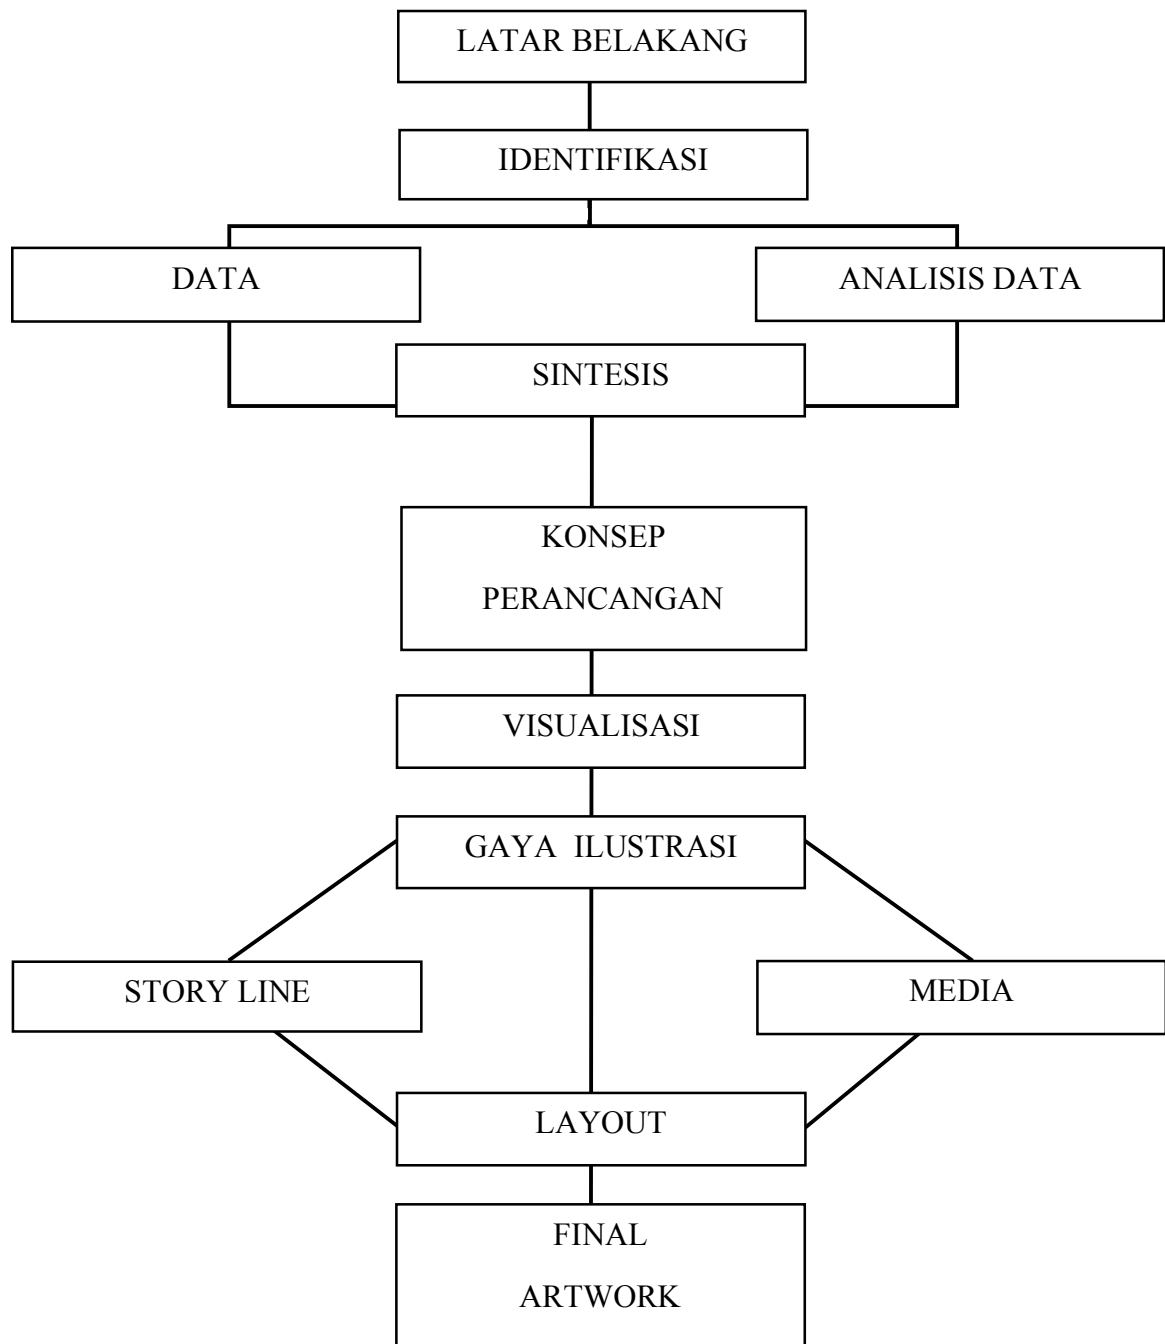 LATAR BELAKANG
IDENTIFIKASI
DATA
ANALISIS DATA
SINTESIS
KONSEP
PERANCANGAN
VISUALISASI
GAYA  ILUSTRASI
STORY LINE
MEDIA
LAYOUT
FINAL
ARTWORK